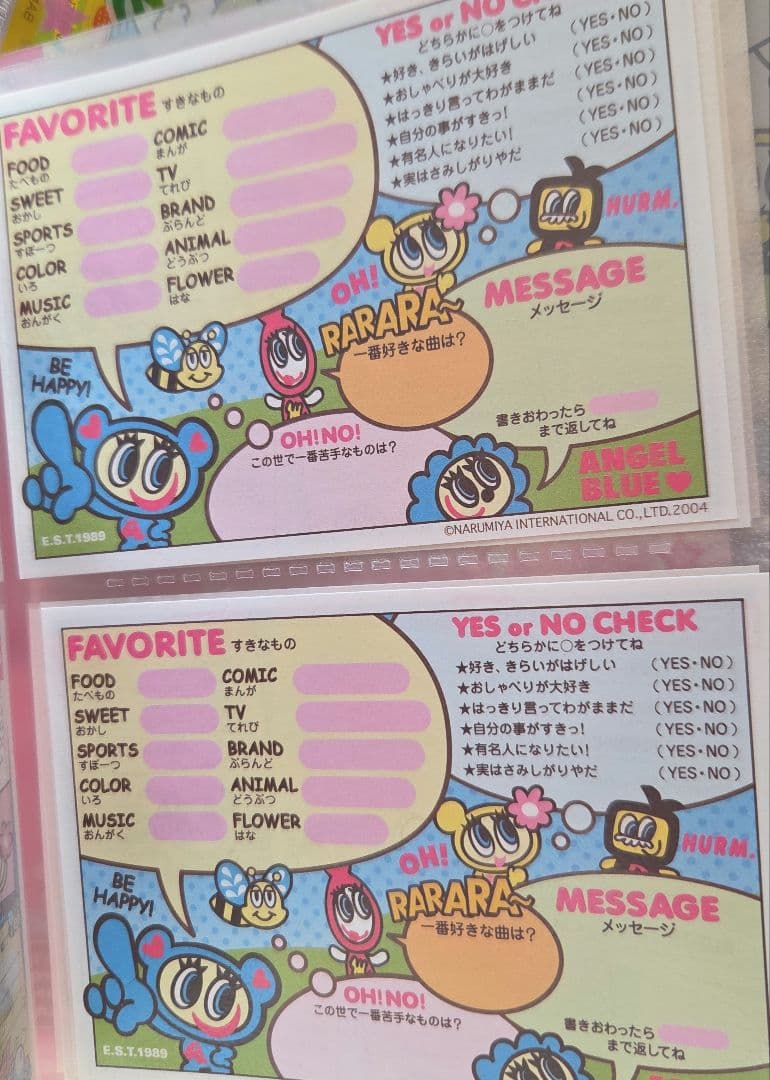 YES or NO C
どちらかに○をつけてね
★好き、きらいがはげしい (YES・NO)
★おしゃべりが大好き (YES・NO)
★はっきり言ってわがままだ (YES・NO)
★自分の事がすきっ! (YES・NO)
★有名人になりたい! (YES・NO)
★実はさみしがりやだ (YES・NO)
FAVORITE すきなもの
FOOD
たべもの
SWEET
おかし
SPORTS
すぽーつ
COLOR
いろ
MUSIC
おんがく
COMIC
まんが
TV
てれび
BRAND
ぶらんど
ANIMAL
どうぶつ
FLOWER
はな
HURM.
OH!
RARARA~
一番好きな曲は?
MESSAGE
メッセージ
BE
HAPPY!
OH!NO!
この世で一番苦手なものは?
書きおわったら
まで返してね
ANGEL
BLUE♥
E.S.T.1989
©NARUMIYA INTERNATIONAL CO.,LTD.2004
FAVORITE すきなもの
FOOD
たべもの
SWEET
おかし
SPORTS
すぽーつ
COLOR
いろ
MUSIC
おんがく
COMIC
まんが
TV
てれび
BRAND
ぶらんど
ANIMAL
どうぶつ
FLOWER
はな
YES or NO CHECK
どちらかに○をつけてね
★好き、きらいがはげしい (YES・NO)
★おしゃべりが大好き (YES・NO)
★はっきり言ってわがままだ (YES・NO)
★自分の事がすきっ! (YES・NO)
★有名人になりたい! (YES・NO)
★実はさみしがりやだ (YES・NO)
HURM.
OH!
RARARA~
一番好きな曲は?
MESSAGE
メッセージ
BE
HAPPY!
OH!NO!
この世で一番苦手なものは?
書きおわったら
まで返してね
E.S.T.1989